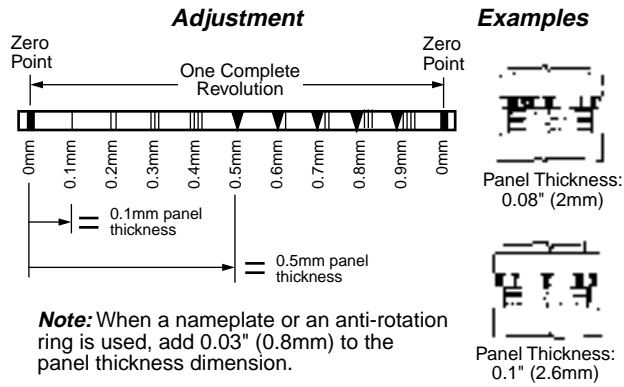 Adjustment
Examples
Zero
Point
Zero
Point
One Complete
Revolution
0mm
0.1mm
0.2mm
0.3mm
0.4mm
0.5mm
0.6mm
0.7mm
0.8mm
0.9mm
0mm
= 0.1mm panel
thickness
= 0.5mm panel
thickness
Panel Thickness:
0.08" (2mm)
Note: When a nameplate or an anti-rotation
ring is used, add 0.03" (0.8mm) to the
panel thickness dimension.
Panel Thickness:
0.1" (2.6mm)